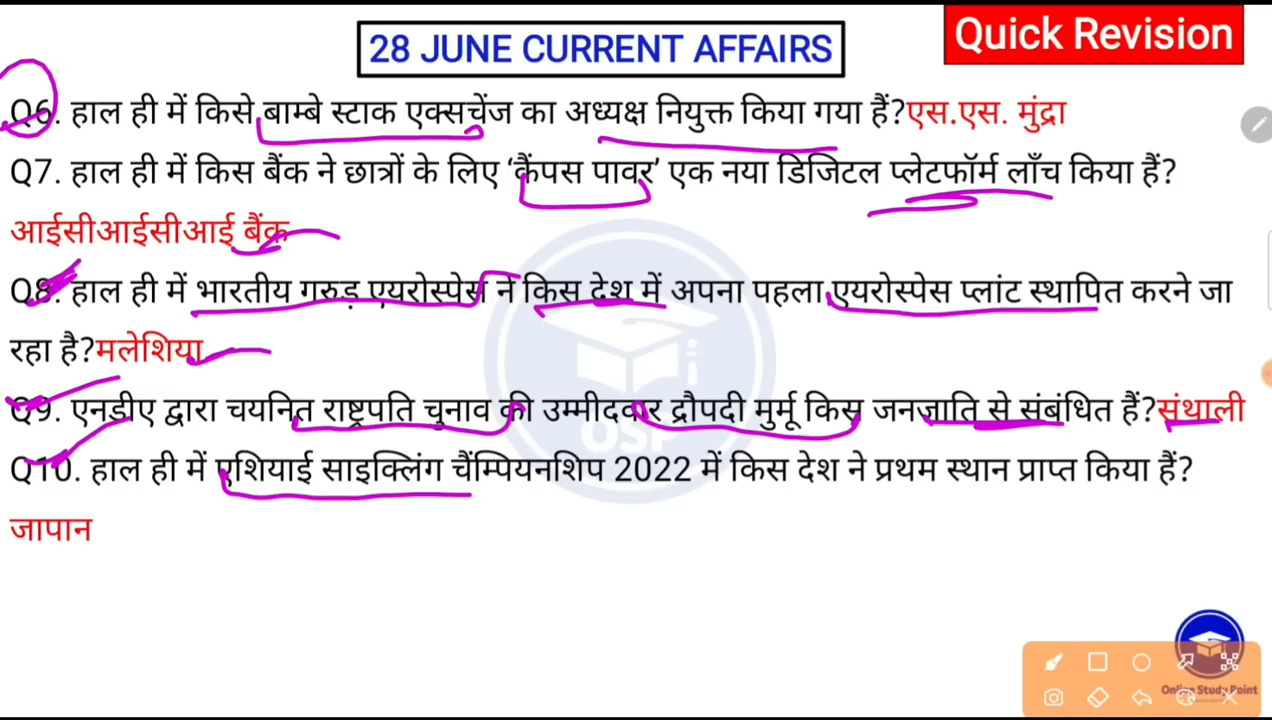 28 JUNE CURRENT AFFAIRS
Quick Revision
Q6. हाल ही में किसे बाम्बे स्टाक एक्सचेंज का अध्यक्ष नियुक्त किया गया हैं?एस.एस. मुंद्रा
Q7. हाल ही में किस बैंक ने छात्रों के लिए ‘कैंपस पावर’ एक नया डिजिटल प्लेटफॉर्म लाँच किया हैं?
आईसीआईसीआई बैंक
Q8. हाल ही में भारतीय गरुड़ एयरोस्पेस ने किस देश में अपना पहला एयरोस्पेस प्लांट स्थापित करने जा
रहा है?मलेशिया
Q9. एनडीए द्वारा चयनित राष्ट्रपति चुनाव की उम्मीदवार द्रौपदी मुर्मू किस जनजाति से संबंधित हैं?संथाली
Q10. हाल ही में एशियाई साइक्लिंग चैंम्पियनशिप 2022 में किस देश ने प्रथम स्थान प्राप्त किया हैं?
जापान
OSP
Online Study Point